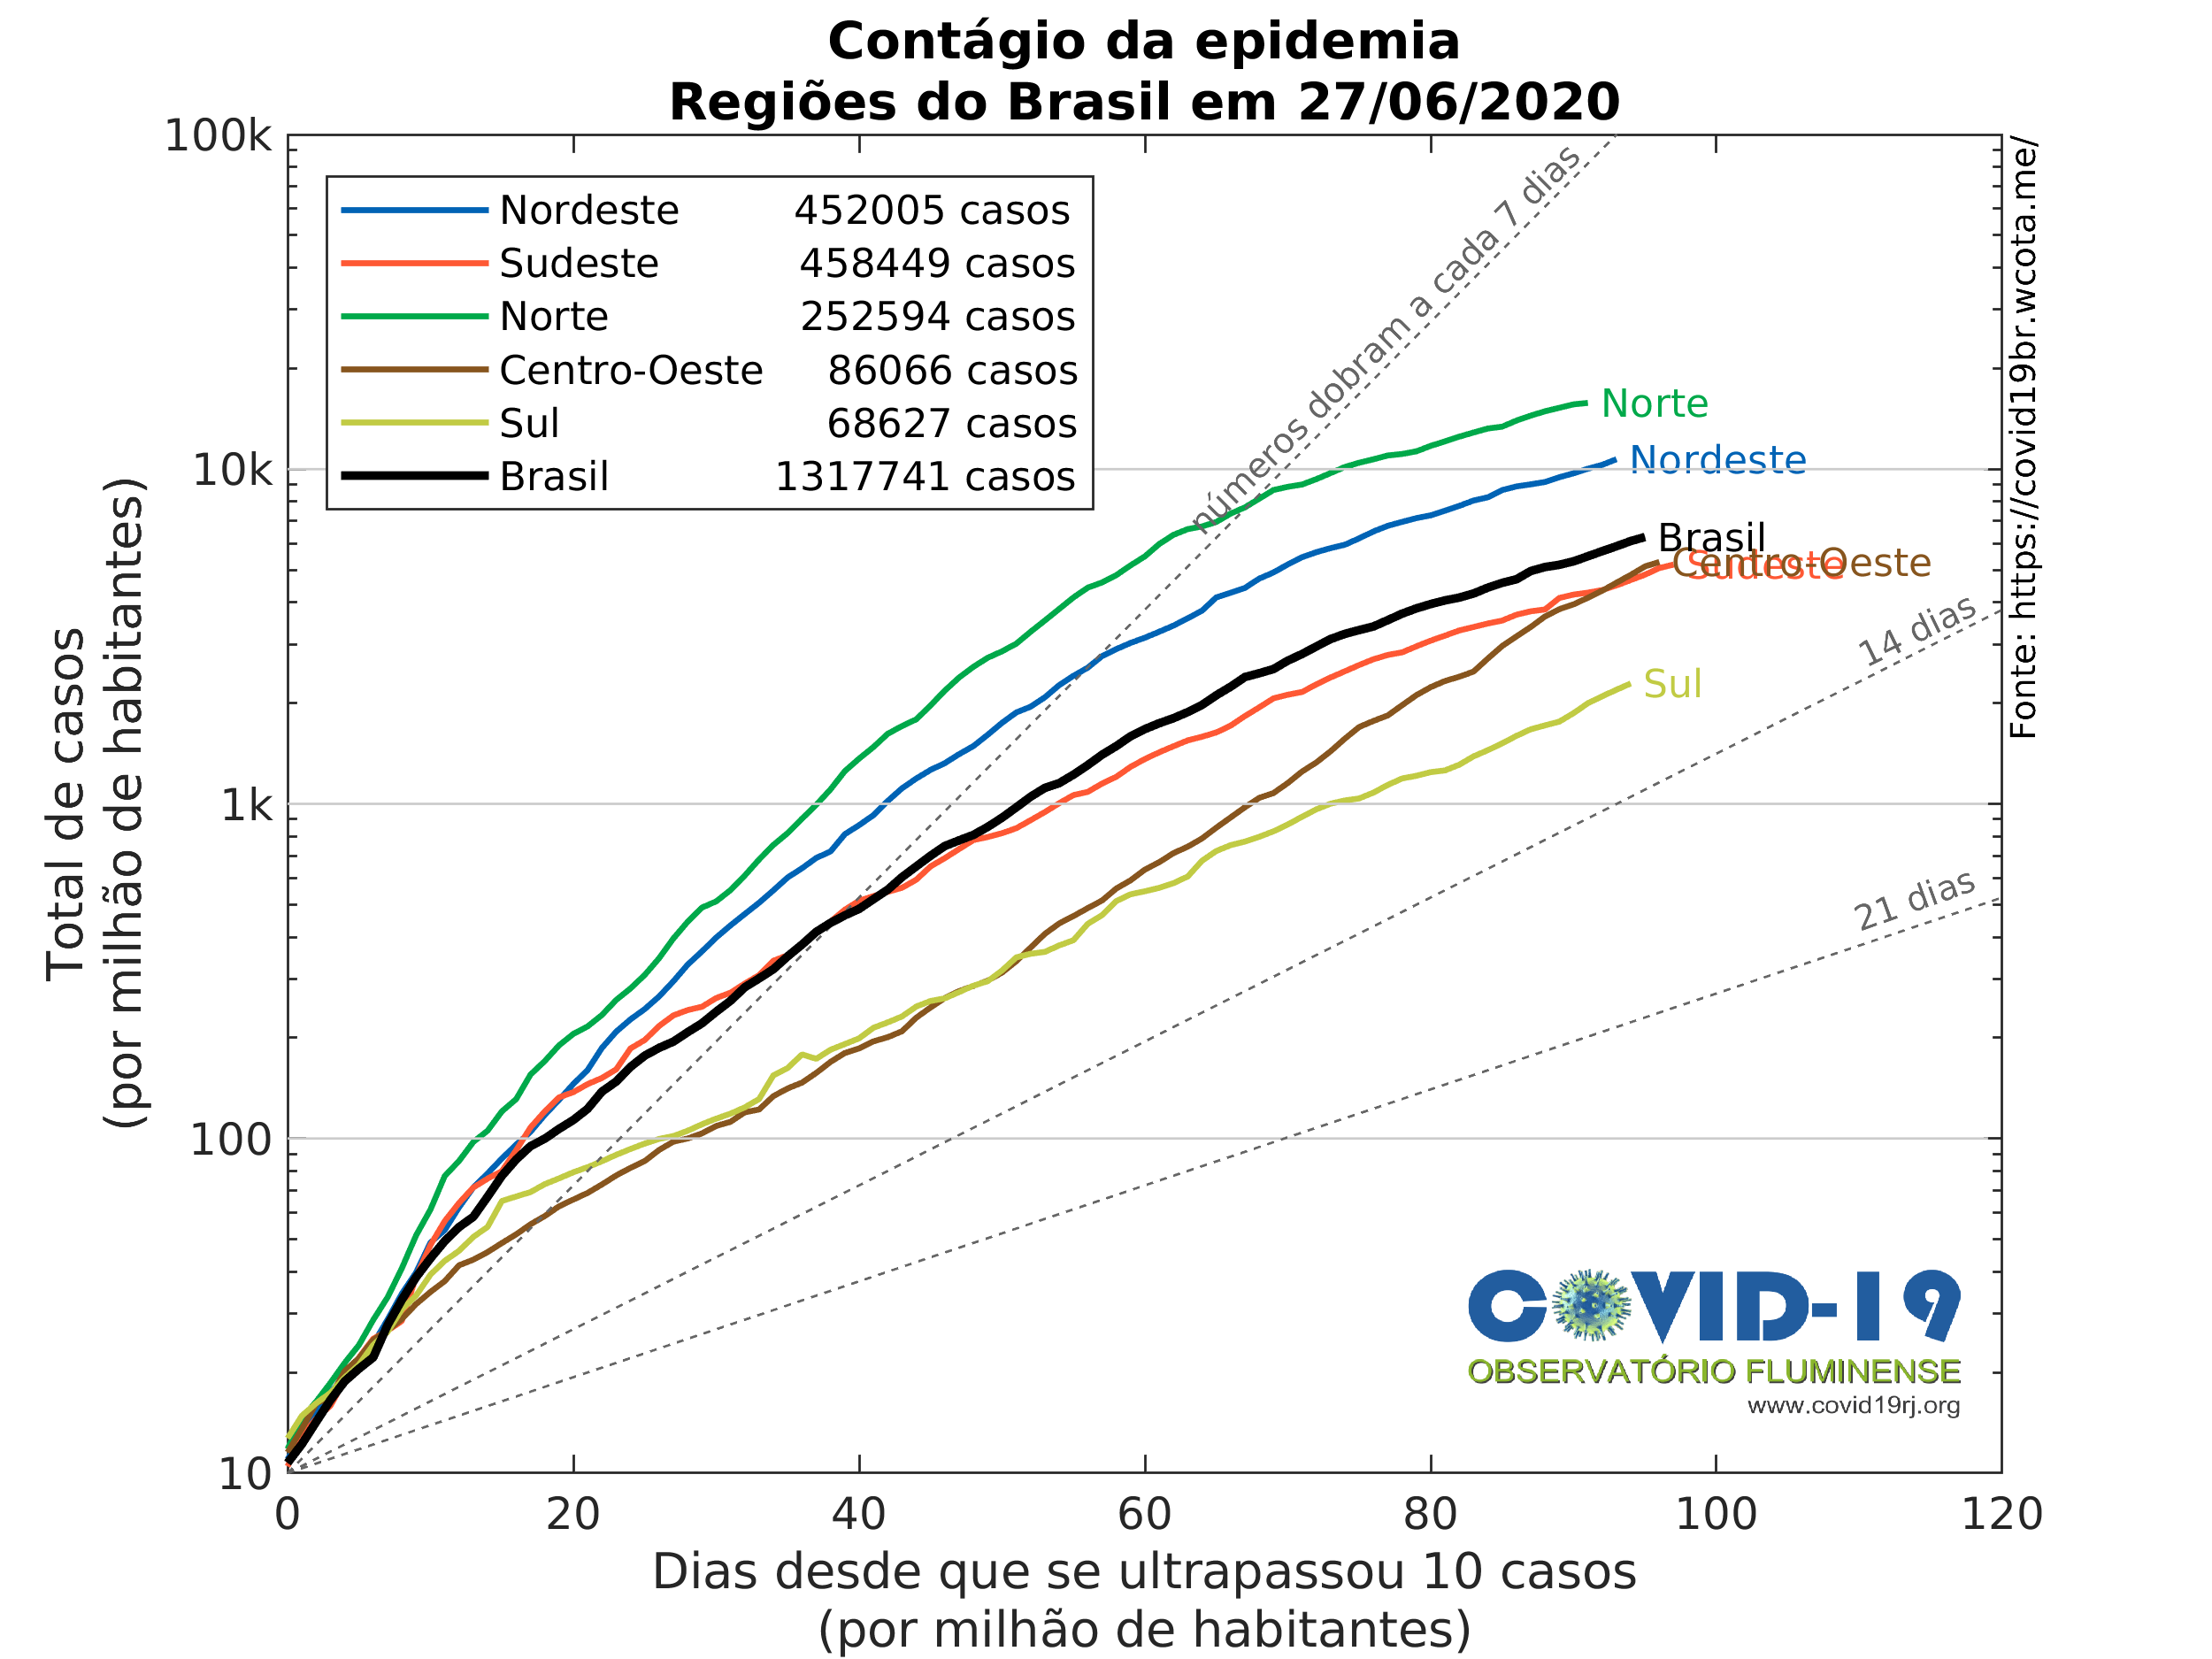 Contágio da epidemia
Regiões do Brasil em 27/06/2020
Total de casos
(por milhão de habitantes)
100k
10k
1k
100
10
Nordeste 452005 casos
Sudeste 458449 casos
Norte 252594 casos
Centro-Oeste 86066 casos
Sul 68627 casos
Brasil 1317741 casos
números dobram a cada 7 dias
Norte
Nordeste
Brasil
Sudeste
Centro-Oeste
14 dias
Sul
21 dias
Fonte: https://covid19br.wcota.me/
COVID-19
OBSERVATÓRIO FLUMINENSE
www.covid19rj.org
0 20 40 60 80 100 120
Dias desde que se ultrapassou 10 casos
(por milhão de habitantes)